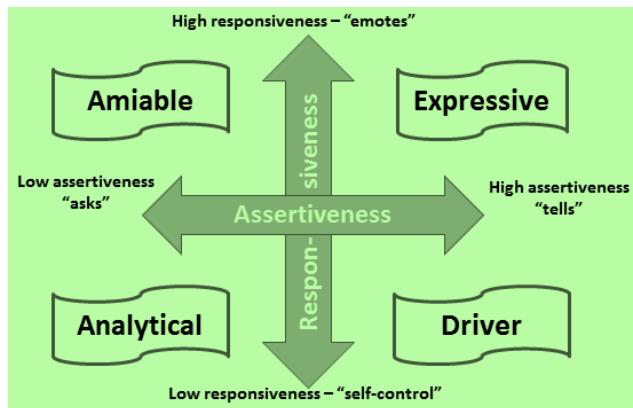 High responsiveness – “emotes”
Amiable
Expressive
Respon-siveness
Low assertiveness
“asks”
Assertiveness
High assertiveness
“tells”
Analytical
Driver
Low responsiveness – “self-control”